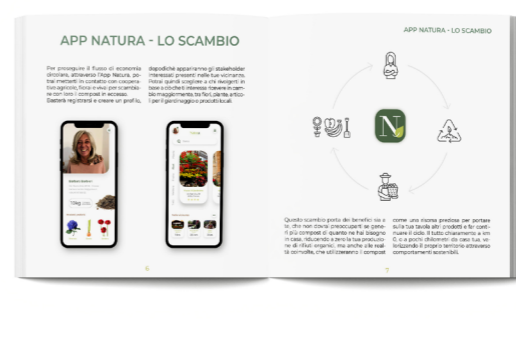 APP NATURA - LO SCAMBIO
Per proseguire il flusso di economia
circolare, attraverso l'App Natura, po-
trai metterti in contatto con coopera-
tive agricole, fiorai e vivai per scambia-
re con loro i compost in eccesso.
Basterà registrarsi e creare un profilo,
dopodiché appariranno gli stakeholder
interessati presenti nelle tue vicinanze.
Potrai quindi scegliere a chi rivolgerti in
base a ciò che ti interessa ricevere in cam-
bio maggiormente, tra fiori, piante, artico-
li per il giardinaggio o prodotti locali.
10kg
6
APP NATURA - LO SCAMBIO
N
Questo scambio porta dei benefici sia a
te, che non dovrai preoccuparti se gene-
ri più compost di quanto ne hai bisogno
in casa, riducendo a zero la tua produzio-
ne di rifiuti organici, ma anche alle real-
tà coinvolte, che utilizzeranno il compost
come una risorsa preziosa per portare
sulla tua tavola altri prodotti e far conti-
nuare il ciclo. Il tutto chiaramente a km
0, o a pochi chilometri da casa tua, va-
lorizzando il proprio territorio attraverso
comportamenti sostenibili.
7